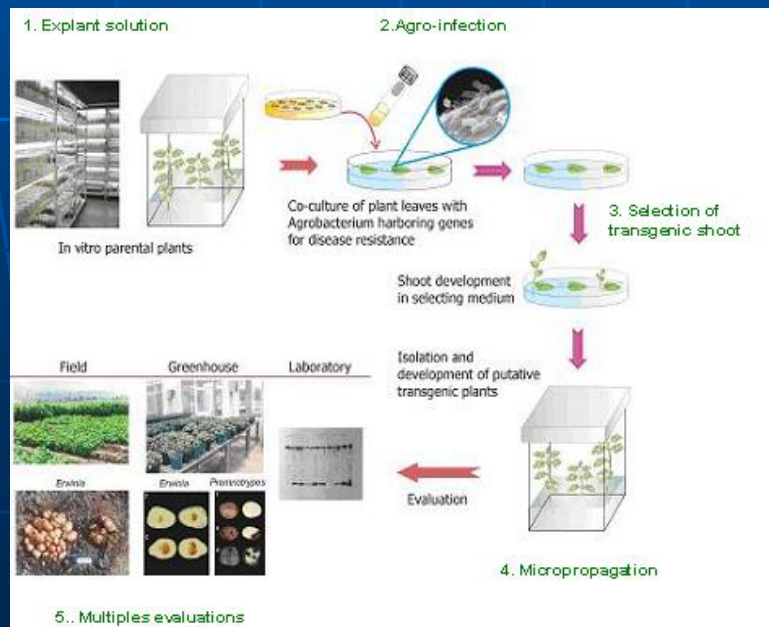 1. Explant solution
2.Agro-infection
In vitro parental plants
Co-culture of plant leaves with
Agrobacterium harboring genes
for disease resistance
3. Selection of
transgenic shoot
Shoot development
in selecting medium
Isolation and
development of putative
transgenic plants
Field
Greenhouse
Laboratory
Erwinia
Erwinia
Premnotrypes
Evaluation
4. Micropropagation
5.. Multiples evaluations